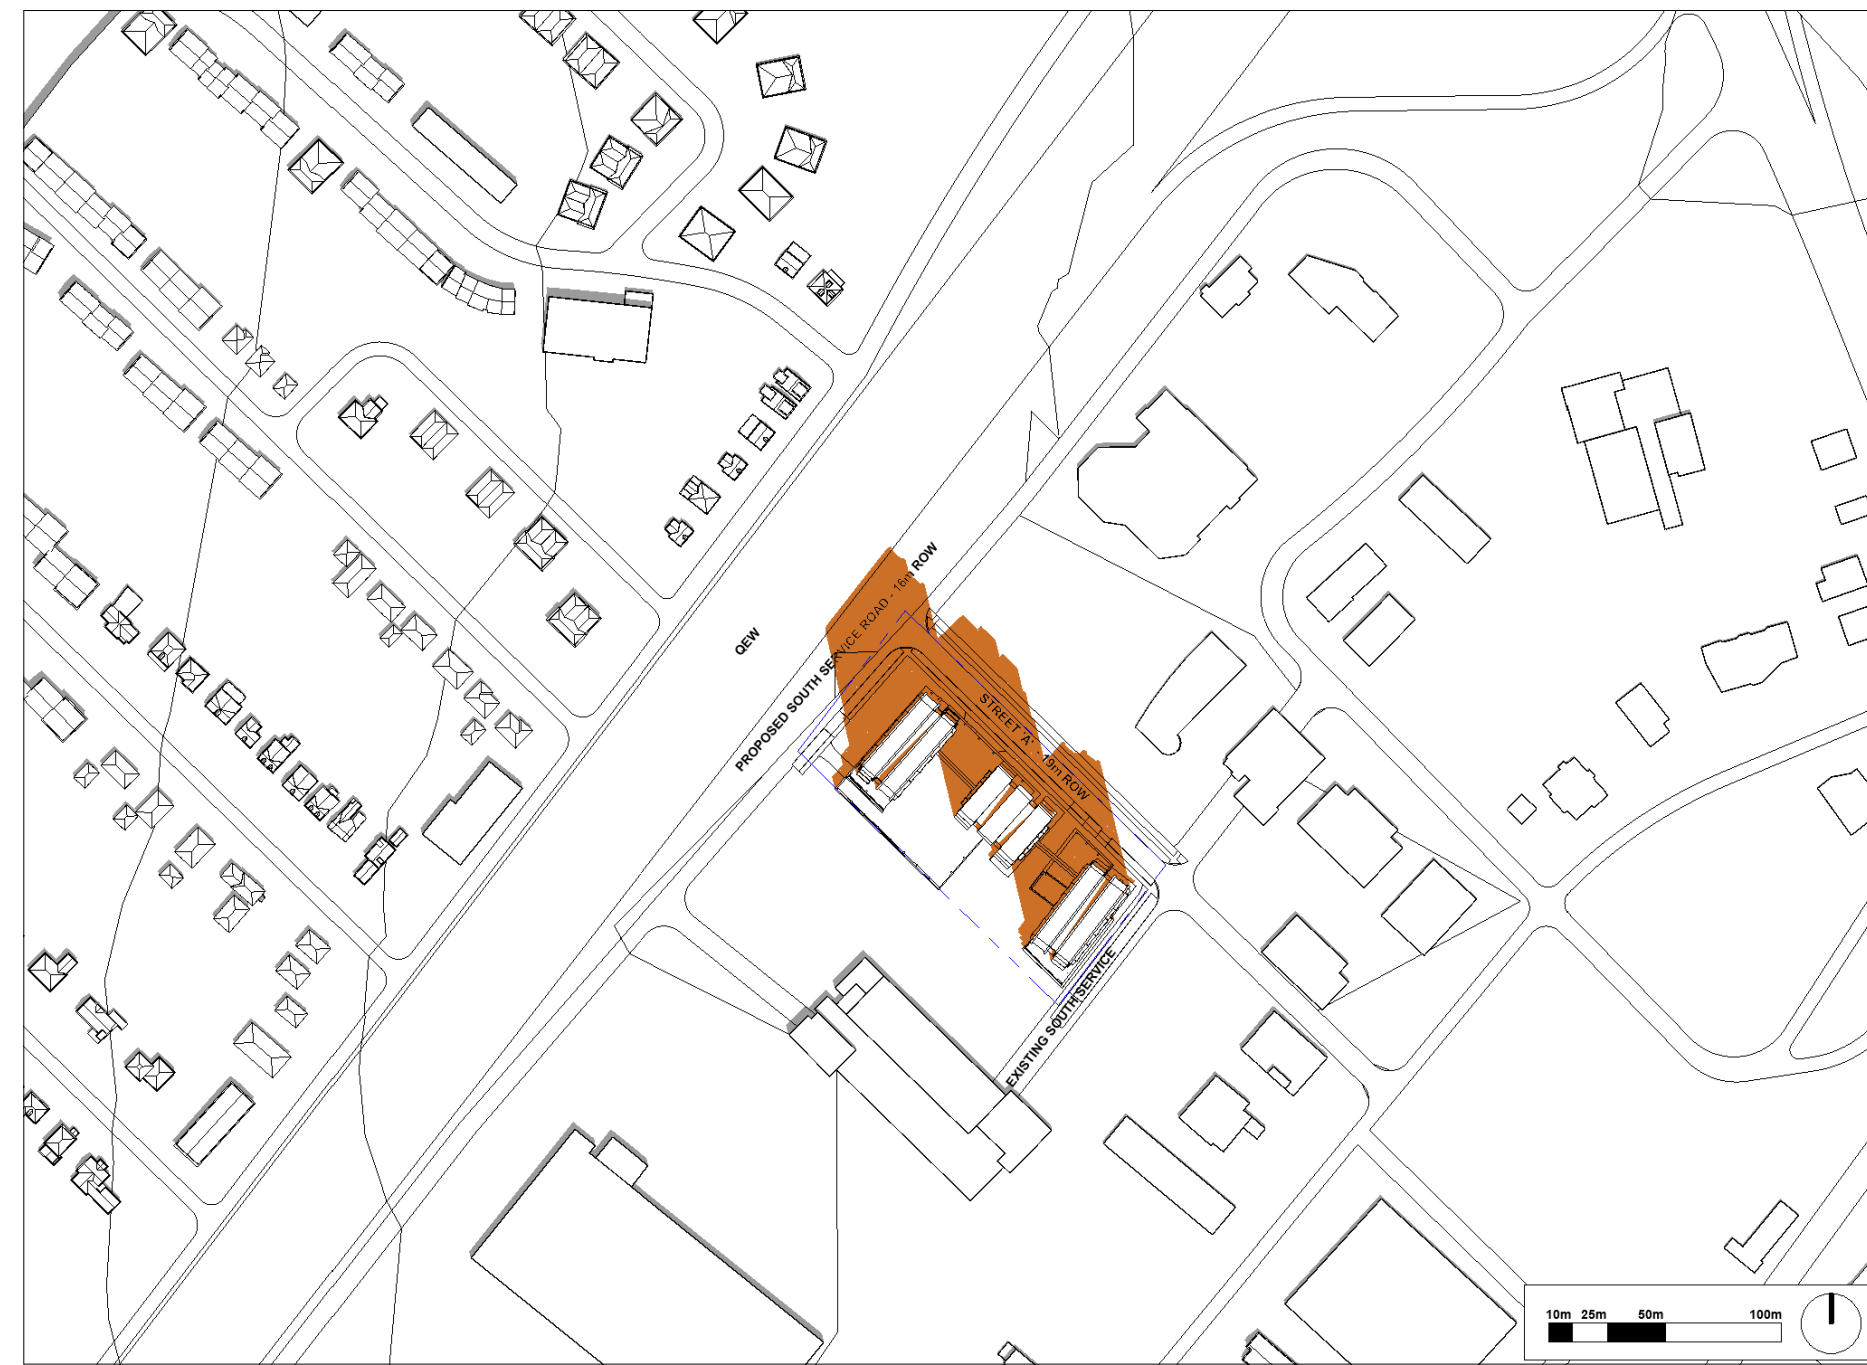 QEW
PROPOSED SOUTH SERVICE ROAD - 16m ROW
STREET 'A' - 19m ROW
EXISTING SOUTH SERVICE
10m 25m 50m 100m